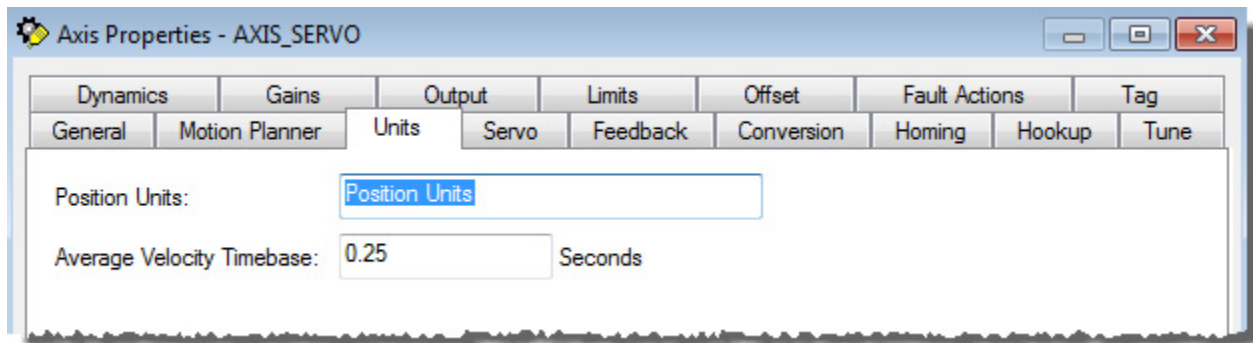 Axis Properties - AXIS_SERVO
Dynamics Gains Output Limits Offset Fault Actions Tag
General Motion Planner Units Servo Feedback Conversion Homing Hookup Tune
Position Units: Position Units
Average Velocity Timebase: 0.25 Seconds